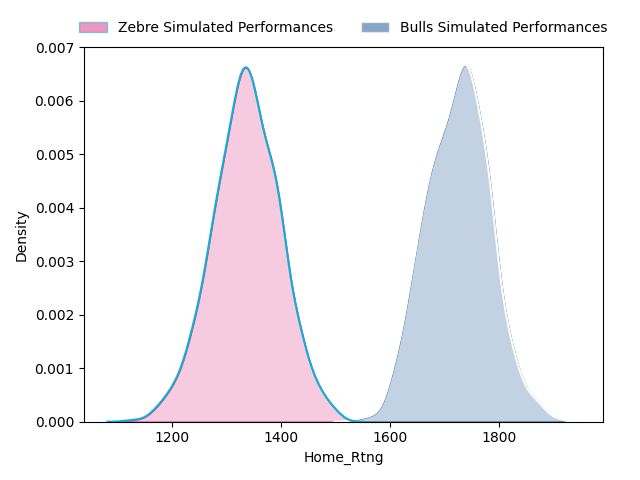 Zebre Simulated Performances Bulls Simulated Performances
0.007
0.006
0.005
0.004
0.003
0.002
0.001
0.000
Density
1200 1400 1600 1800
Home_Rtng